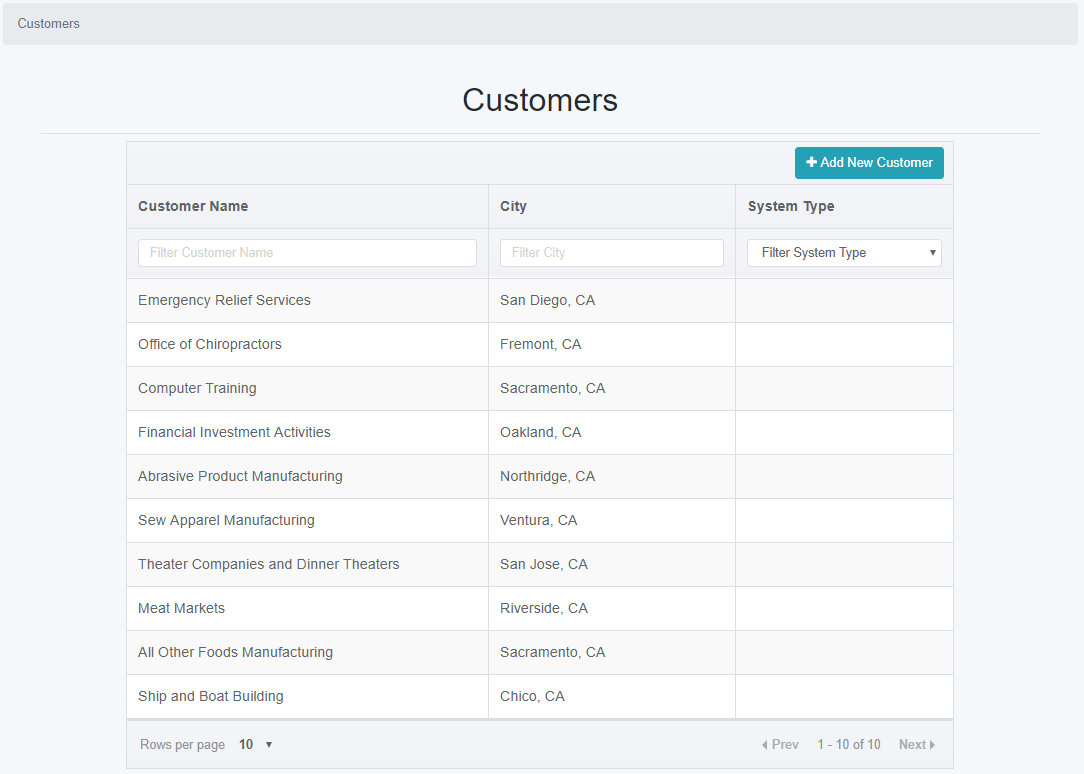 Customers
Customers
Add New Customer
Customer Name City System Type
Filter Customer Name Filter City Filter System Type
Emergency Relief Services San Diego, CA
Office of Chiropractors Fremont, CA
Computer Training Sacramento, CA
Financial Investment Activities Oakland, CA
Abrasive Product Manufacturing Northridge, CA
Sew Apparel Manufacturing Ventura, CA
Theater Companies and Dinner Theaters San Jose, CA
Meat Markets Riverside, CA
All Other Foods Manufacturing Sacramento, CA
Ship and Boat Building Chico, CA
Rows per page 10 Prev 1 - 10 of 10 Next